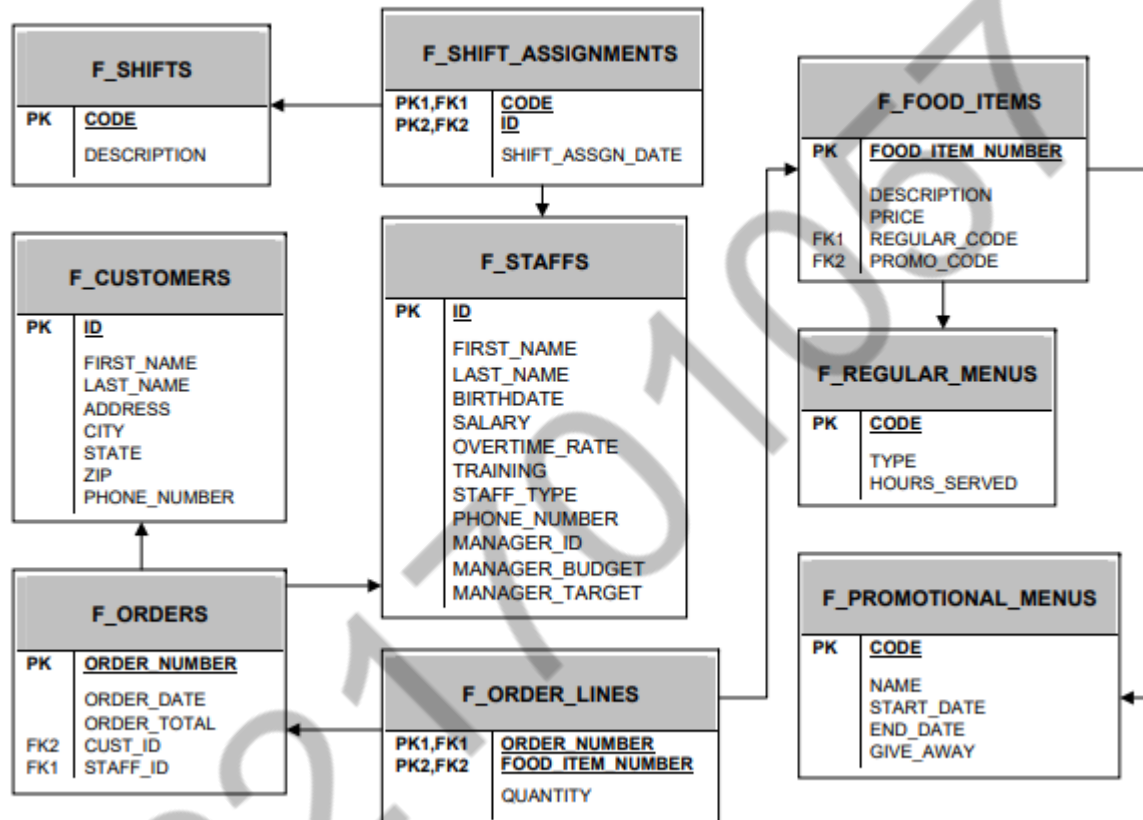 F_SHIFTS
PK CODE
DESCRIPTION
F_SHIFT_ASSIGNMENTS
PK1,FK1 CODE
PK2,FK2 ID
SHIFT_ASSGN_DATE
F_FOOD_ITEMS
PK FOOD_ITEM_NUMBER
DESCRIPTION
PRICE
FK1 REGULAR_CODE
FK2 PROMO_CODE
F_CUSTOMERS
PK ID
FIRST_NAME
LAST_NAME
ADDRESS
CITY
STATE
ZIP
PHONE_NUMBER
F_STAFFS
PK ID
FIRST_NAME
LAST_NAME
BIRTHDATE
SALARY
OVERTIME_RATE
TRAINING
STAFF_TYPE
PHONE_NUMBER
MANAGER_ID
MANAGER_BUDGET
MANAGER_TARGET
F_REGULAR_MENUS
PK CODE
TYPE
HOURS_SERVED
F_ORDERS
PK ORDER_NUMBER
ORDER_DATE
ORDER_TOTAL
FK2 CUST_ID
FK1 STAFF_ID
F_ORDER_LINES
PK1,FK1 ORDER_NUMBER
PK2,FK2 FOOD_ITEM_NUMBER
QUANTITY
F_PROMOTIONAL_MENUS
PK CODE
NAME
START_DATE
END_DATE
GIVE_AWAY